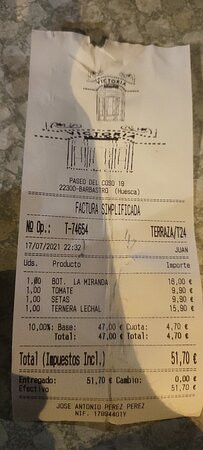 VICTORIA
PASEO DEL COSO 19
22300-BARBASTRO (Huesca)
FACTURA SIMPLIFICADA
NQ Op.: T-74654 TERRAZA/T24
17/07/2021 22:32 JUAN
Uds. Producto Importe
1,00 BOT. LA MIRANDA 16,00 €
1,00 TOMATE 9,90 €
1,00 SETAS 9,90 €
1,00 TERNERA LECHAL 15,90 €
10,00% Base: 47,00 € Cuota: 4,70 €
Total: 47,00 € Total: 4,70 €
Total (Impuestos Incl.) 51,70 €
Entregado: 51,70 € Cambio: 0,00 €
Efectivo 51,70 €
JOSE ANTONIO PEREZ PEREZ
NIF. 17994401Y